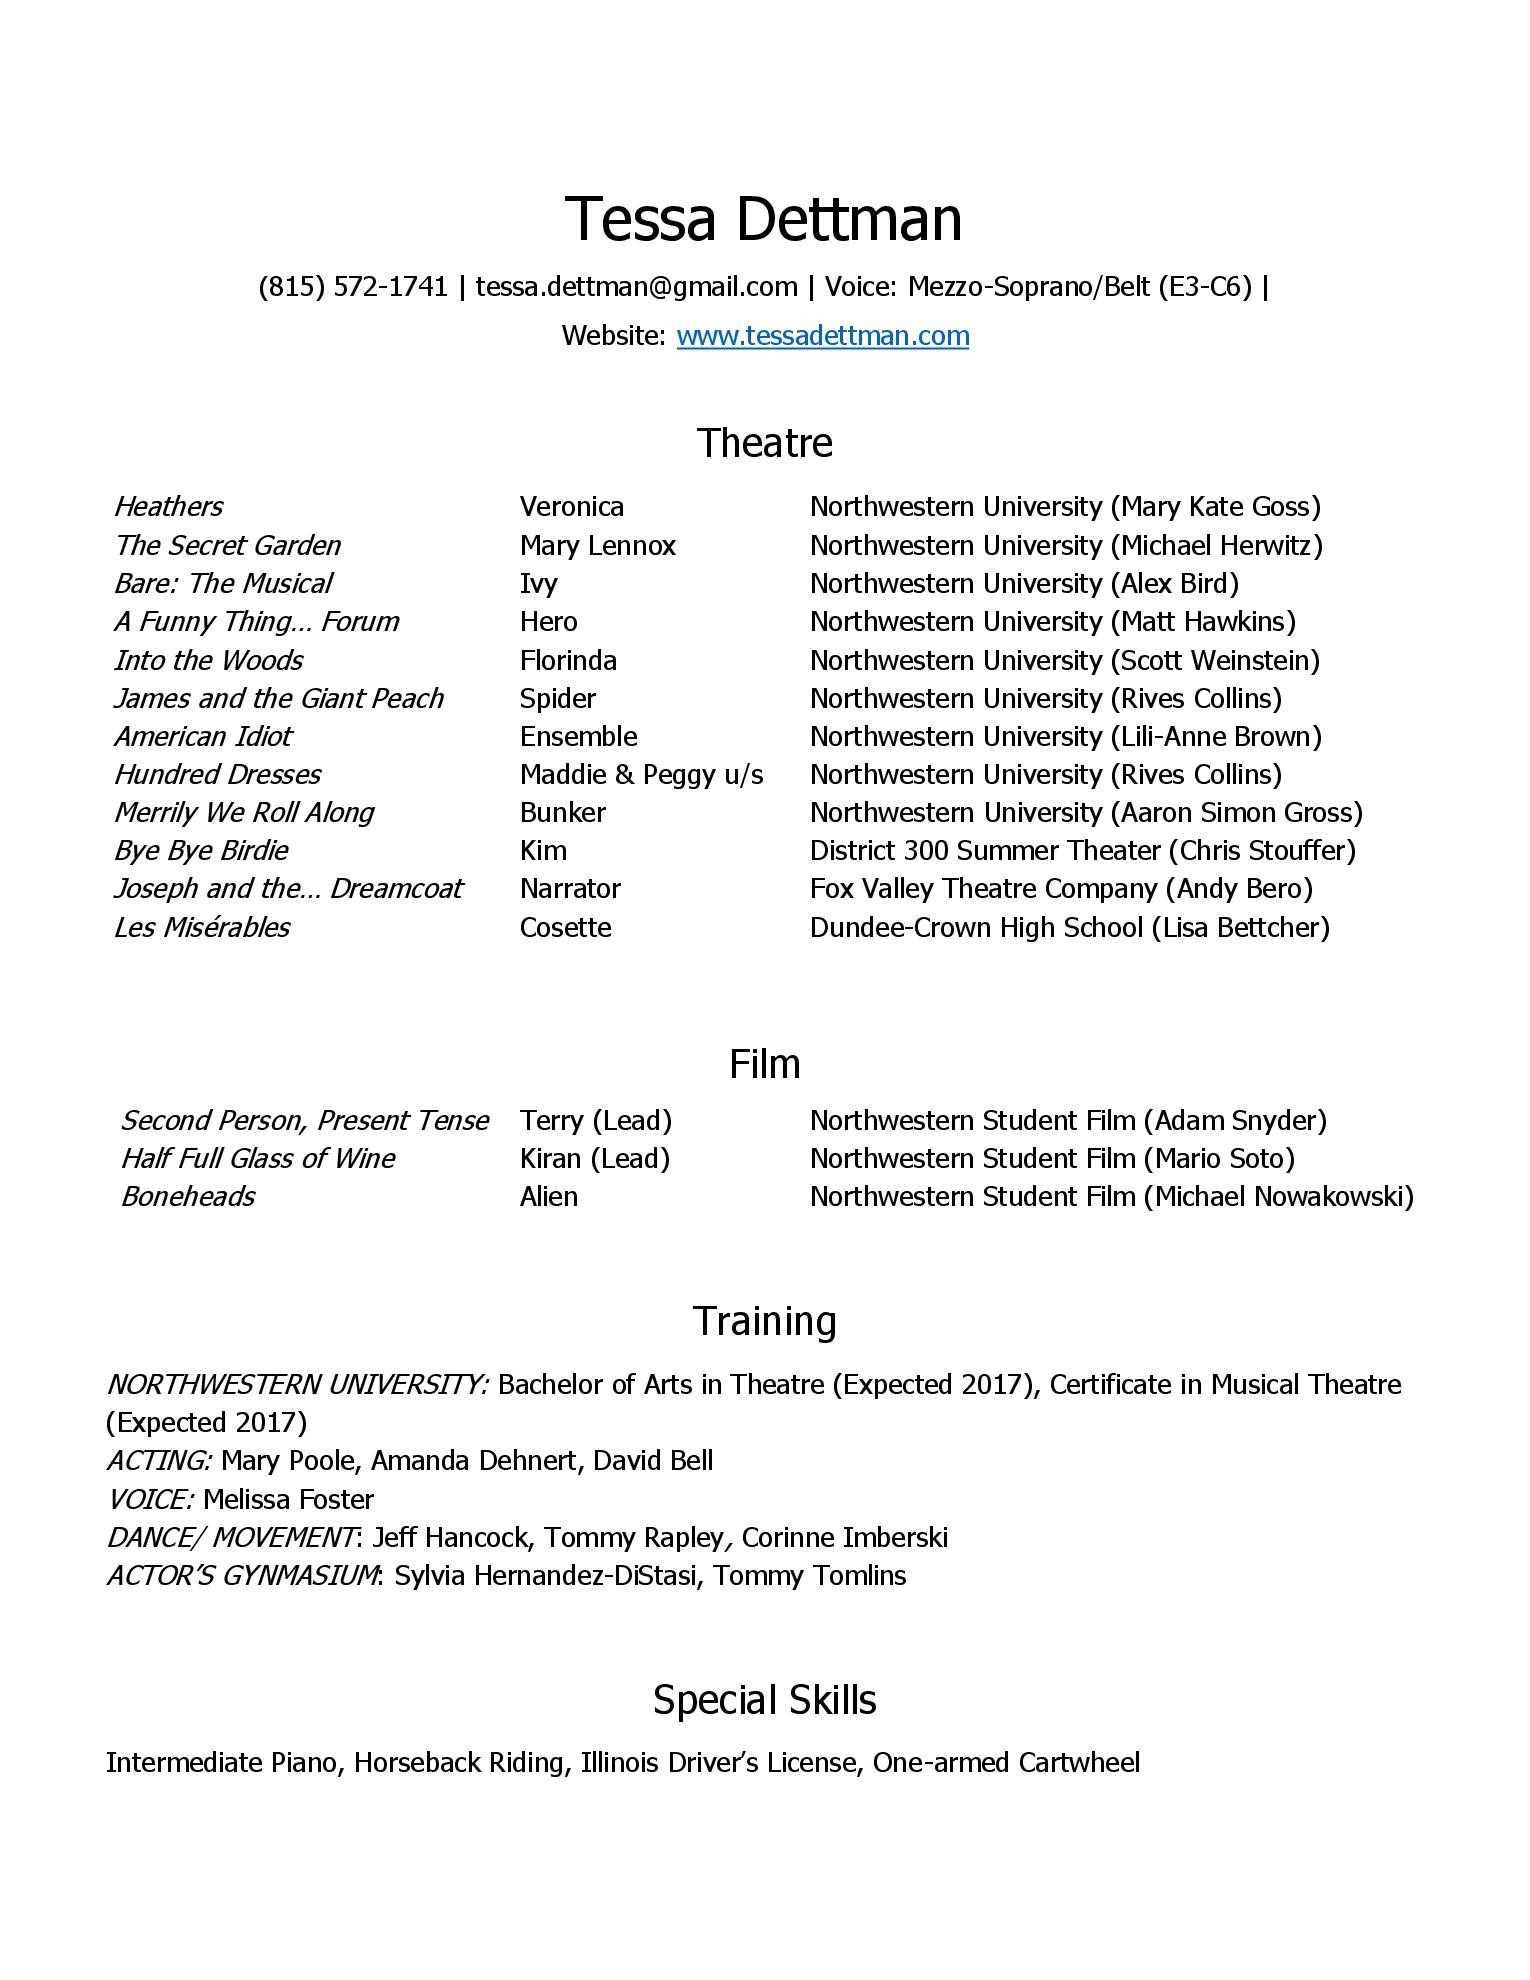 Tessa Dettman
(815) 572-1741 | tessa.dettman@gmail.com | Voice: Mezzo-Soprano/Belt (E3-C6) |
Website: www.tessadettman.com
Theatre
Heathers Veronica Northwestern University (Mary Kate Goss)
The Secret Garden Mary Lennox Northwestern University (Michael Herwitz)
Bare: The Musical Ivy Northwestern University (Alex Bird)
A Funny Thing... Forum Hero Northwestern University (Matt Hawkins)
Into the Woods Florinda Northwestern University (Scott Weinstein)
James and the Giant Peach Spider Northwestern University (Rives Collins)
American Idiot Ensemble Northwestern University (Lili-Anne Brown)
Hundred Dresses Maddie & Peggy u/s Northwestern University (Rives Collins)
Merrily We Roll Along Bunker Northwestern University (Aaron Simon Gross)
Bye Bye Birdie Kim District 300 Summer Theater (Chris Stouffer)
Joseph and the... Dreamcoat Narrator Fox Valley Theatre Company (Andy Bero)
Les Misérables Cosette Dundee-Crown High School (Lisa Bettcher)
Film
Second Person, Present Tense Terry (Lead) Northwestern Student Film (Adam Snyder)
Half Full Glass of Wine Kiran (Lead) Northwestern Student Film (Mario Soto)
Boneheads Alien Northwestern Student Film (Michael Nowakowski)
Training
NORTHWESTERN UNIVERSITY: Bachelor of Arts in Theatre (Expected 2017), Certificate in Musical Theatre
(Expected 2017)
ACTING: Mary Poole, Amanda Dehnert, David Bell
VOICE: Melissa Foster
DANCE/ MOVEMENT: Jeff Hancock, Tommy Rapley, Corinne Imberski
ACTOR’S GYNMASIUM: Sylvia Hernandez-DiStasi, Tommy Tomlins
Special Skills
Intermediate Piano, Horseback Riding, Illinois Driver’s License, One-armed Cartwheel